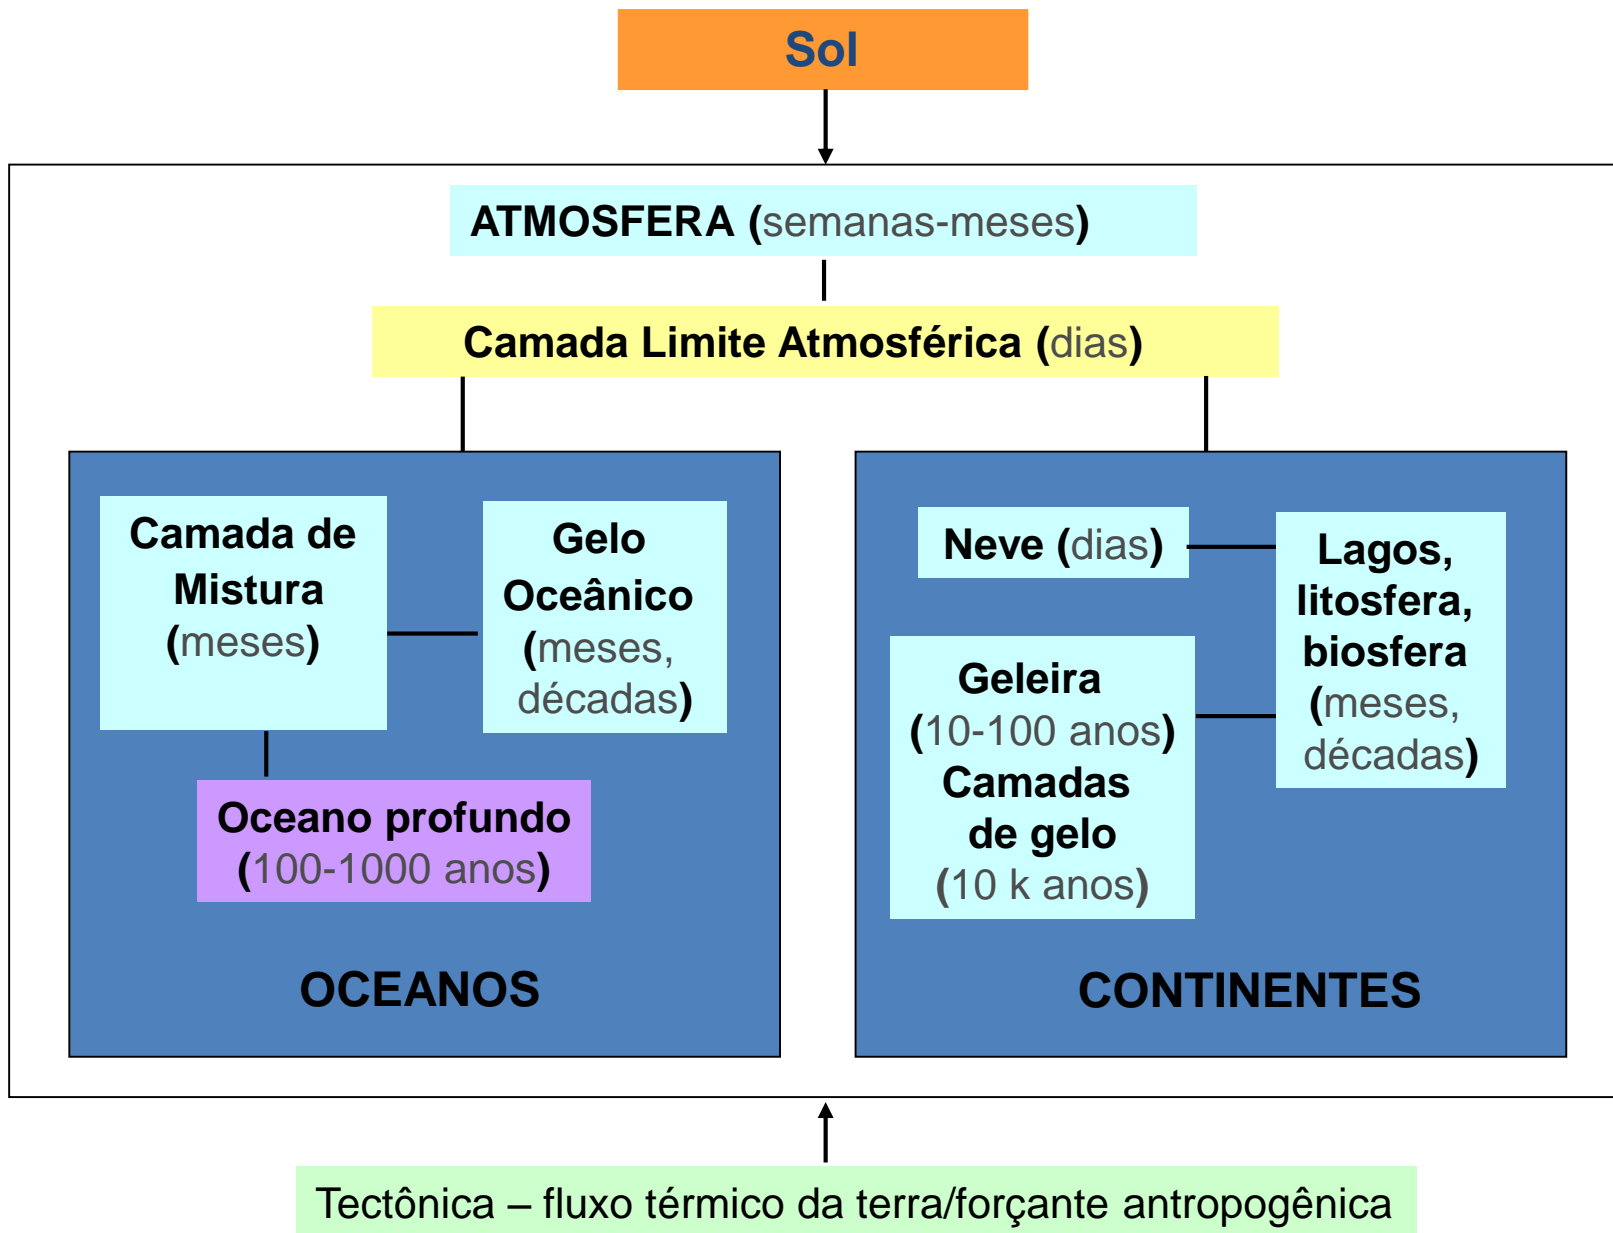 Sol
ATMOSFERA (semanas-meses)
Camada Limite Atmosférica (dias)
Camada de
Mistura
(meses)
Gelo
Oceânico
(meses,
décadas)
Oceano profundo
(100-1000 anos)
OCEANOS
Neve (dias)
Lagos,
litosfera,
biosfera
(meses,
décadas)
Geleira
(10-100 anos)
Camadas
de gelo
(10 k anos)
CONTINENTES
Tectônica – fluxo térmico da terra/forçante antropogênica